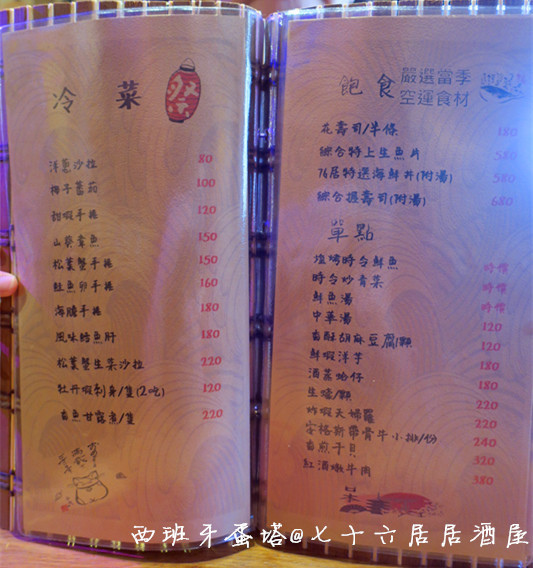 冷菜
祭
洋蔥沙拉 80
梅子蕃茄 100
甜蝦手捲 120
山葵章魚 150
松葉蟹手捲 150
鮭魚卵手捲 160
海膽手捲 180
風味鱈魚肝 180
松葉蟹生菜沙拉 220
牡丹蝦刺身/隻(2吃) 120
香魚甘露煮/隻 220
飽食 嚴選當季
空運食材
花壽司/半條 180
綜合特上生魚片 580
76居特選海鮮丼(附湯) 580
綜合握壽司(附湯) 680
單點
塩烤時令鮮魚 時價
時令炒青菜 時價
鮮魚湯 時價
中華湯 120
香酥胡麻豆腐/顆 120
鮮蝦洋芋 180
酒蒸蛤仔 180
生蠔/顆 220
炸蝦天婦羅 220
安格斯帶骨牛小排/份 240
香煎干貝 320
紅酒燉牛肉 380
西班牙蛋塔@七十六居居酒屋